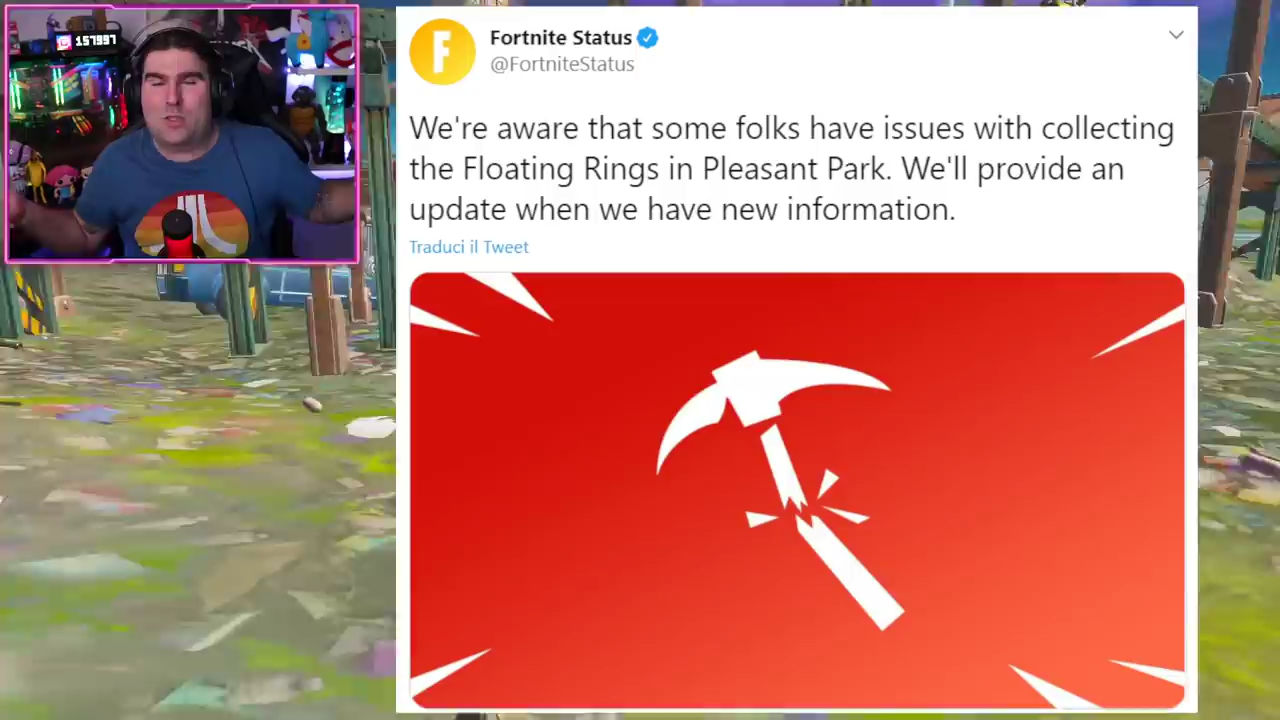 157997
Fortnite Status
@FortniteStatus
We're aware that some folks have issues with collecting
the Floating Rings in Pleasant Park. We'll provide an
update when we have new information.
Traduci il Tweet